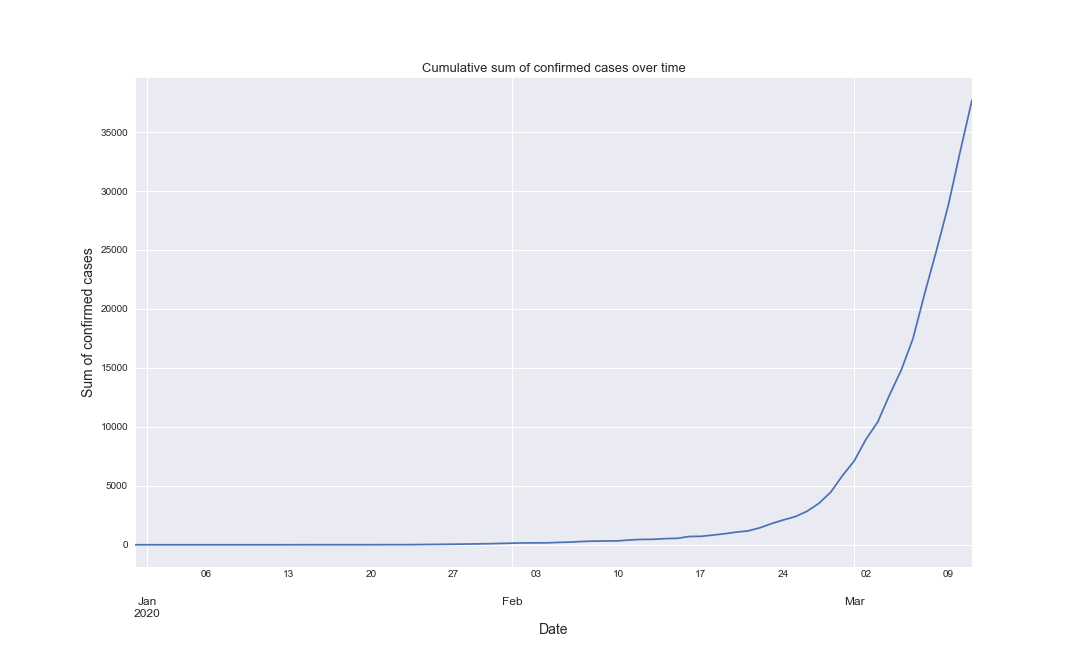 Cumulative sum of confirmed cases over time
Sum of confirmed cases
35000
30000
25000
20000
15000
10000
5000
0
06 13 20 27 03 10 17 24 02 09
Jan Feb Mar
2020
Date